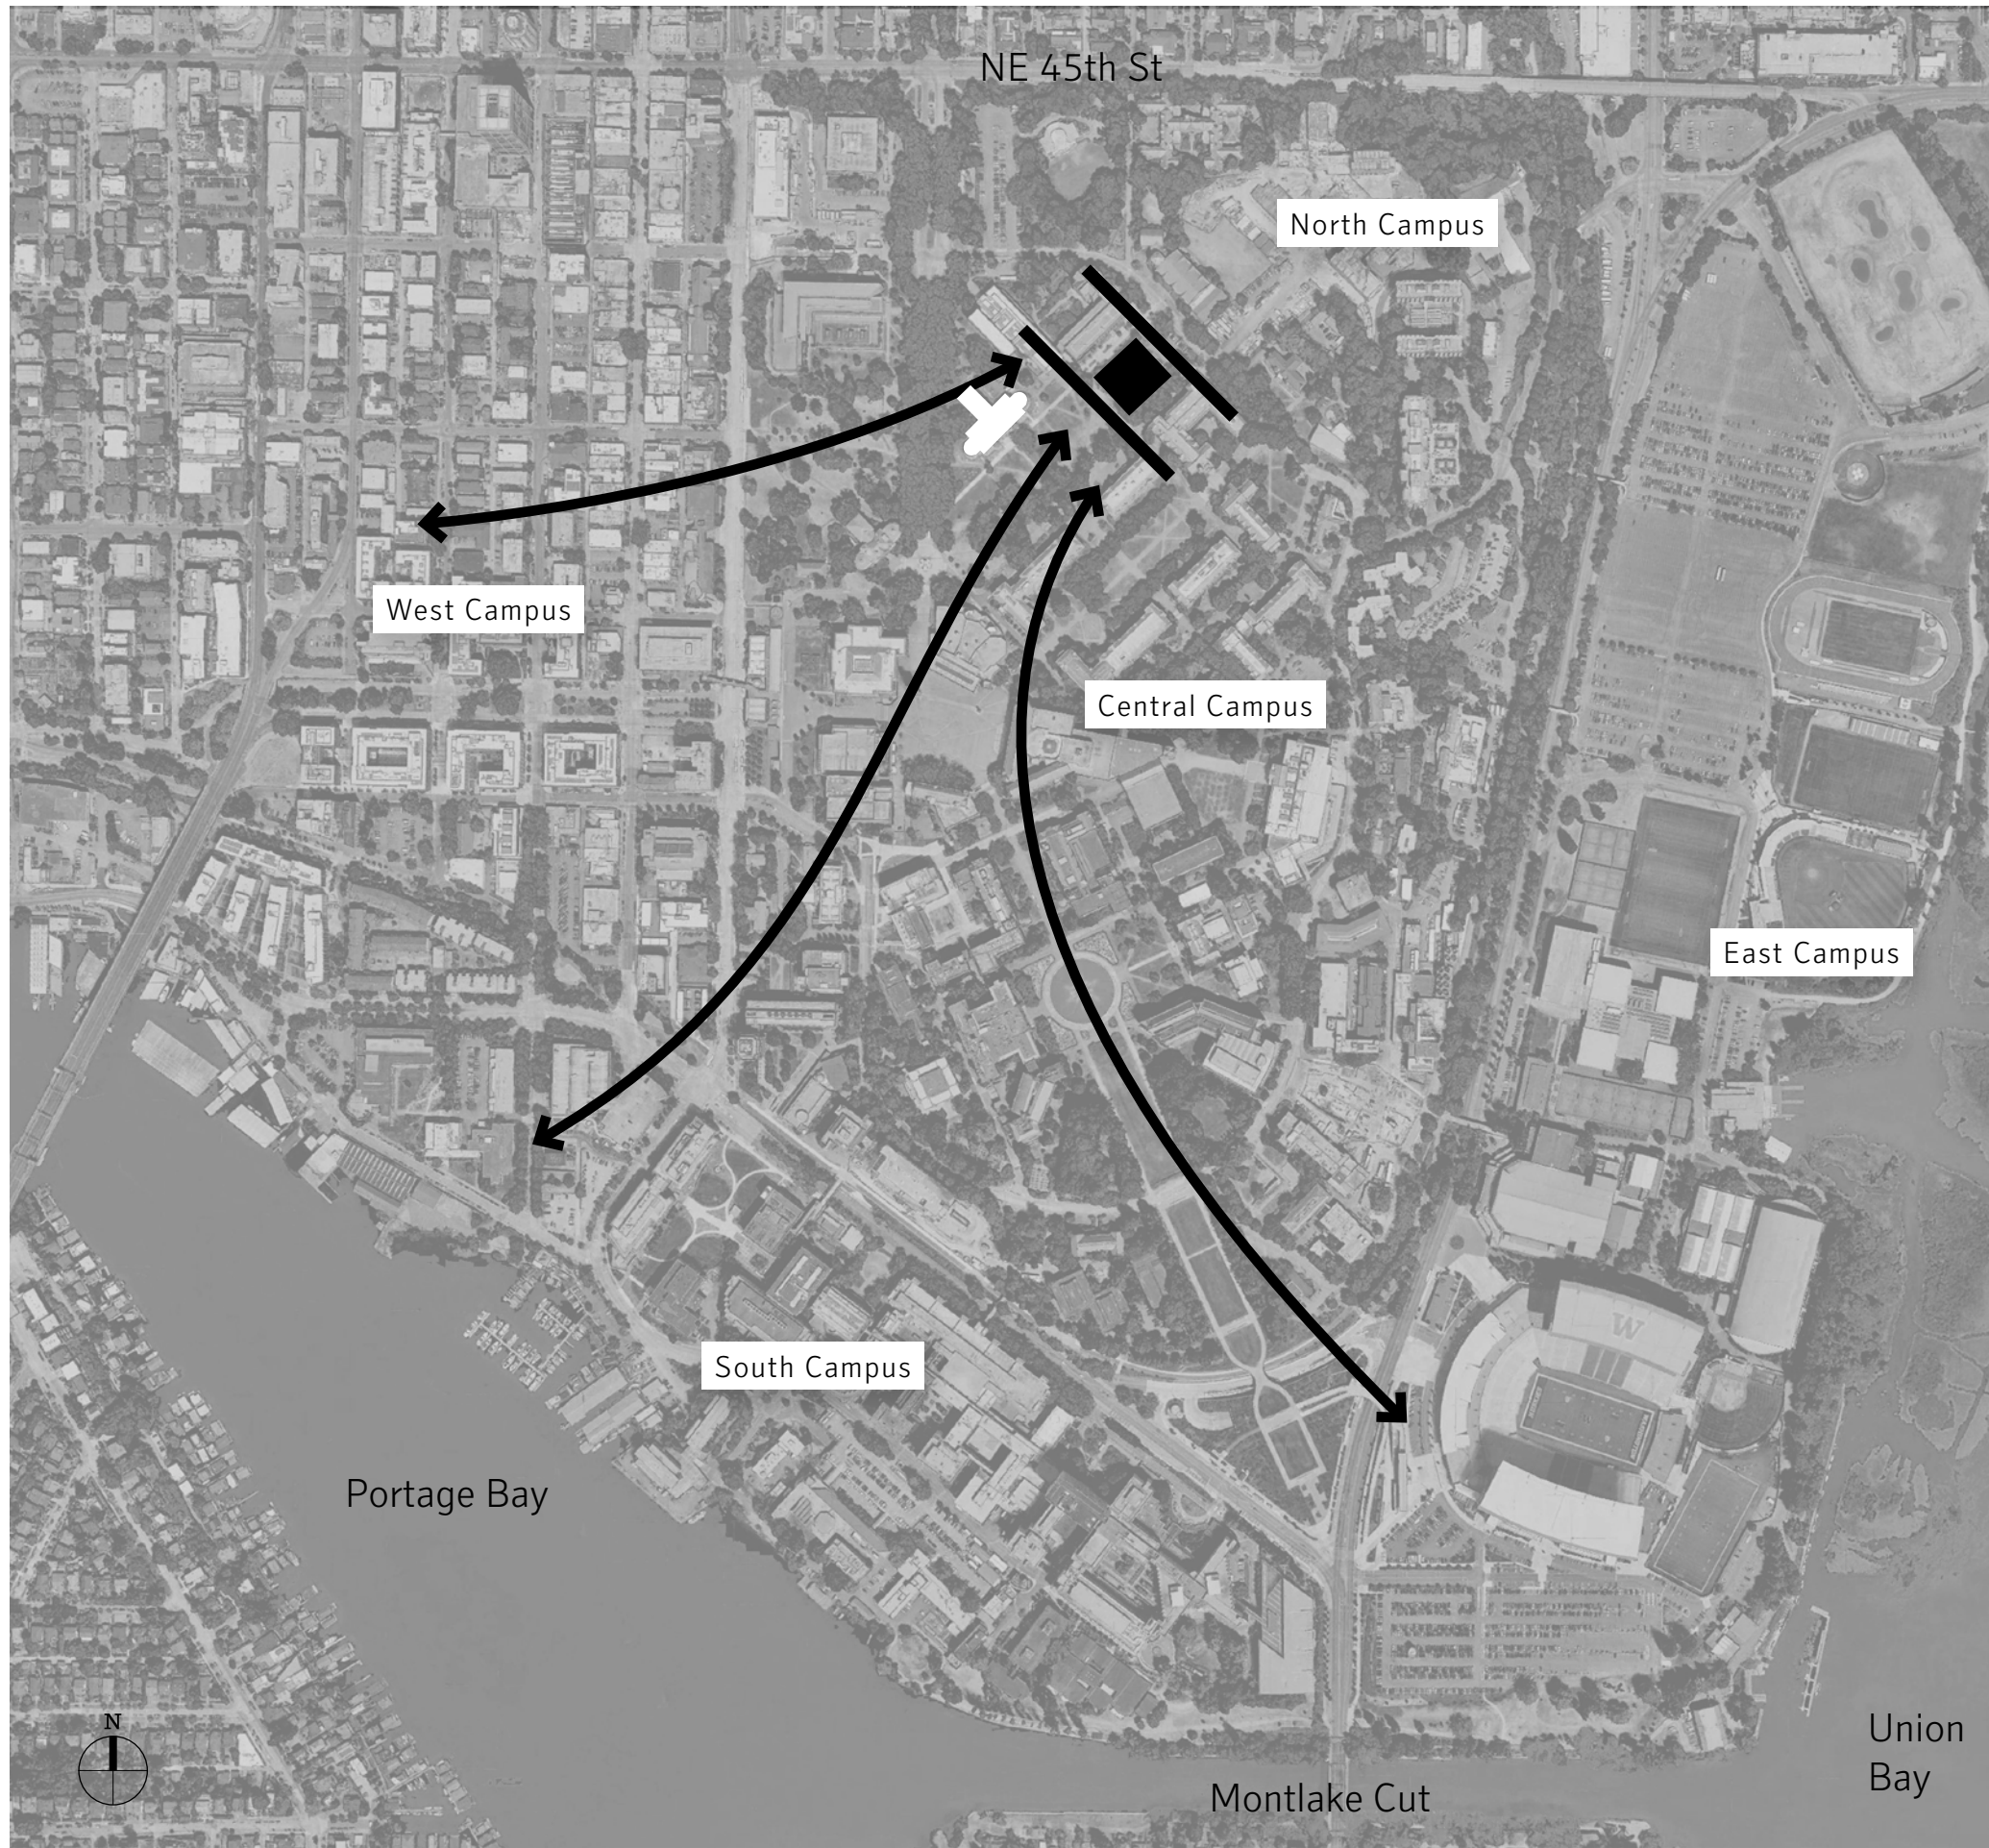 NE 45th St
North Campus
West Campus
Central Campus
East Campus
W
South Campus
Portage Bay
N
Union
Bay
Montlake Cut